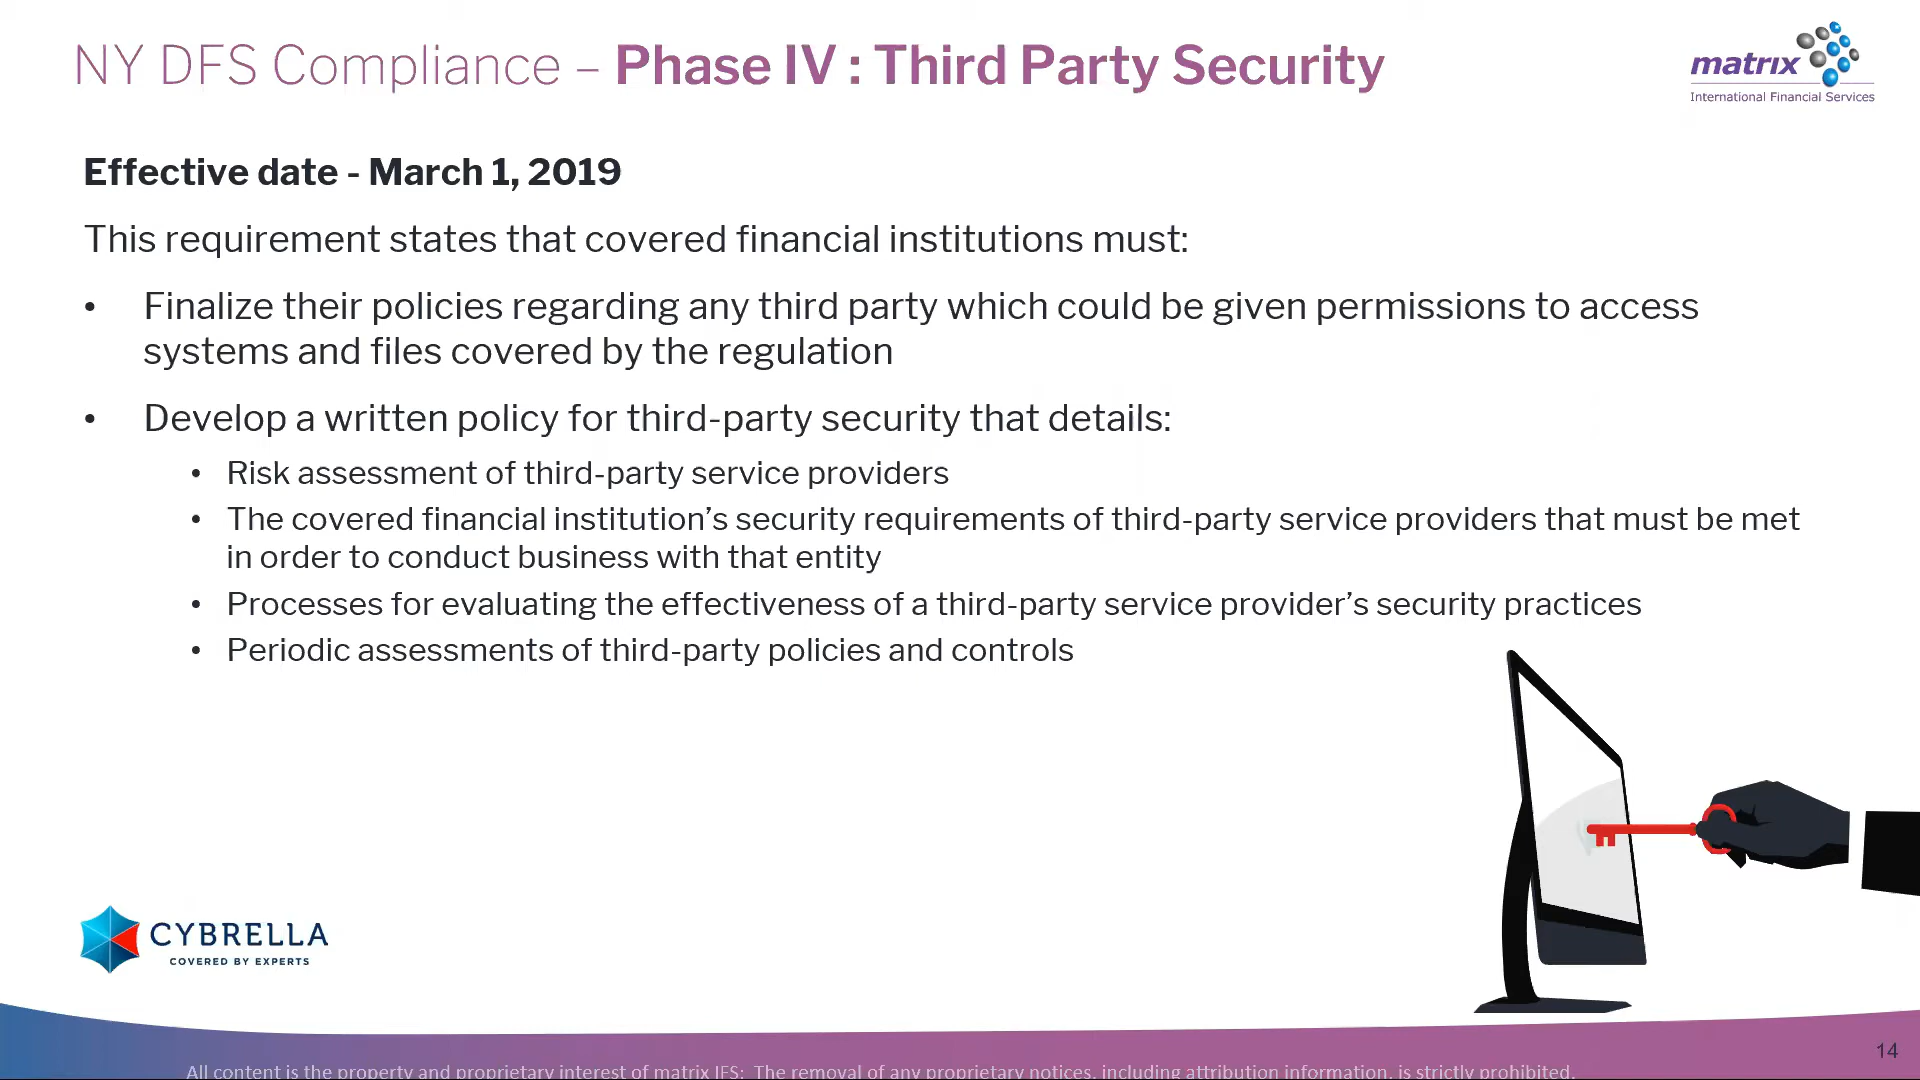 NY DFS Compliance – Phase IV : Third Party Security
matrix
International Financial Services
Effective date - March 1, 2019
This requirement states that covered financial institutions must:
• Finalize their policies regarding any third party which could be given permissions to access
systems and files covered by the regulation
• Develop a written policy for third-party security that details:
• Risk assessment of third-party service providers
• The covered financial institution’s security requirements of third-party service providers that must be met
in order to conduct business with that entity
• Processes for evaluating the effectiveness of a third-party service provider’s security practices
• Periodic assessments of third-party policies and controls
CYBRELLA
COVERED BY EXPERTS
14
All content is the property and proprietary interest of matrix IFS; The removal of any proprietary notices, including attribution information, is strictly prohibited.